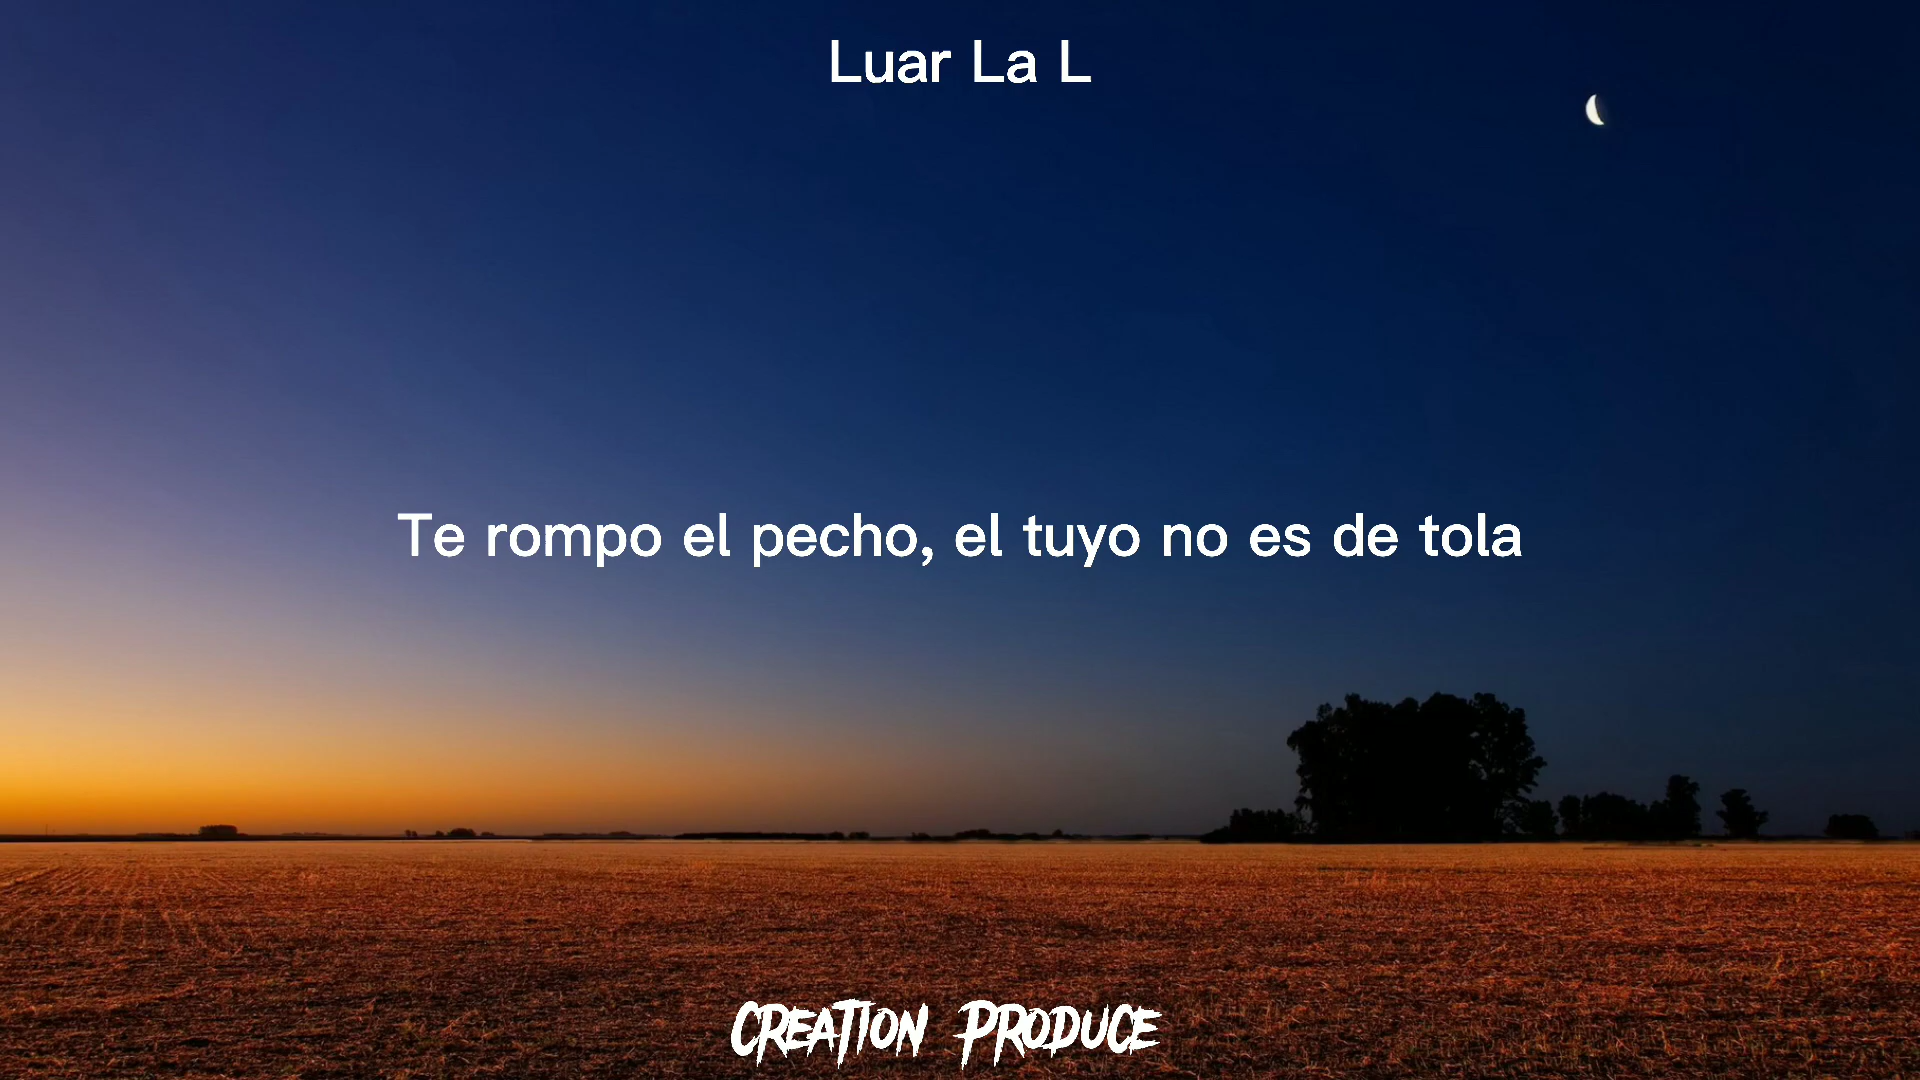 Luar La L
Te rompo el pecho, el tuyo no es de tola
CREATION PRODUCE